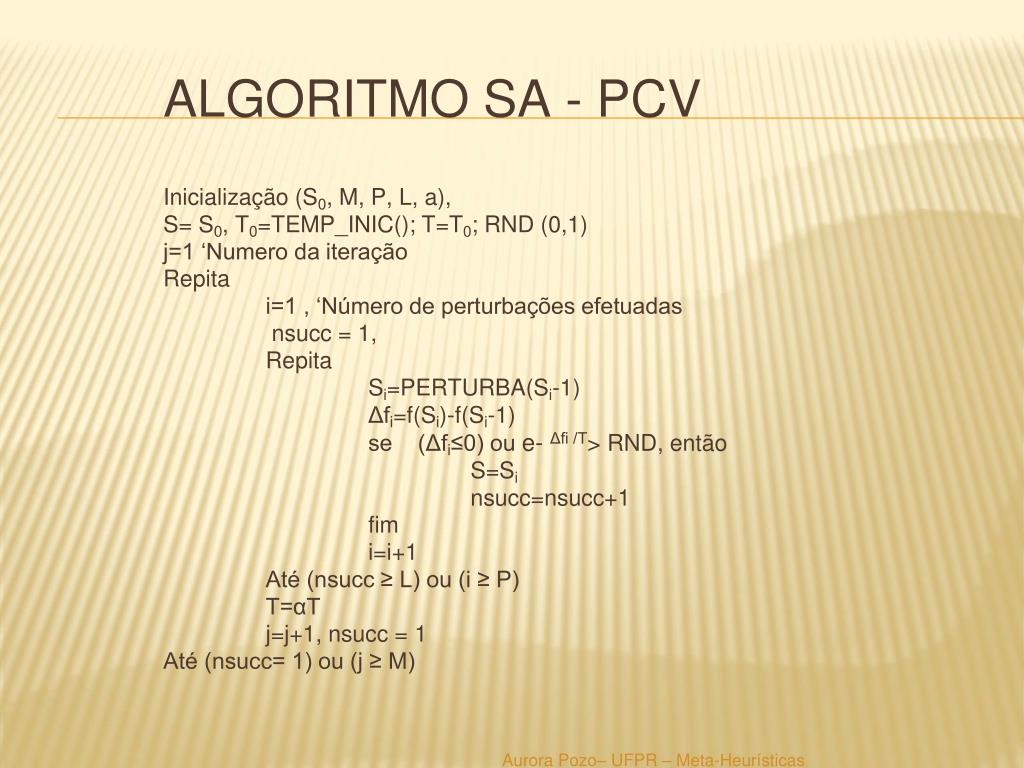 ALGORITMO SA - PCV
Inicialização (S₀, M, P, L, a),
S= S₀, T₀=TEMP_INIC(); T=T₀; RND (0,1)
j=1 ‘Numero da iteração
Repita
i=1 , ‘Número de perturbações efetuadas
nsucc = 1,
Repita
Sᵢ=PERTURBA(Sᵢ-1)
Δfᵢ=f(Sᵢ)-f(Sᵢ-1)
se (Δfᵢ≤0) ou e- Δfi /T> RND, então
S=Sᵢ
nsucc=nsucc+1
fim
i=i+1
Até (nsucc ≥ L) ou (i ≥ P)
T=αT
j=j+1, nsucc = 1
Até (nsucc= 1) ou (j ≥ M)
Aurora Pozo– UFPR – Meta-Heurísticas